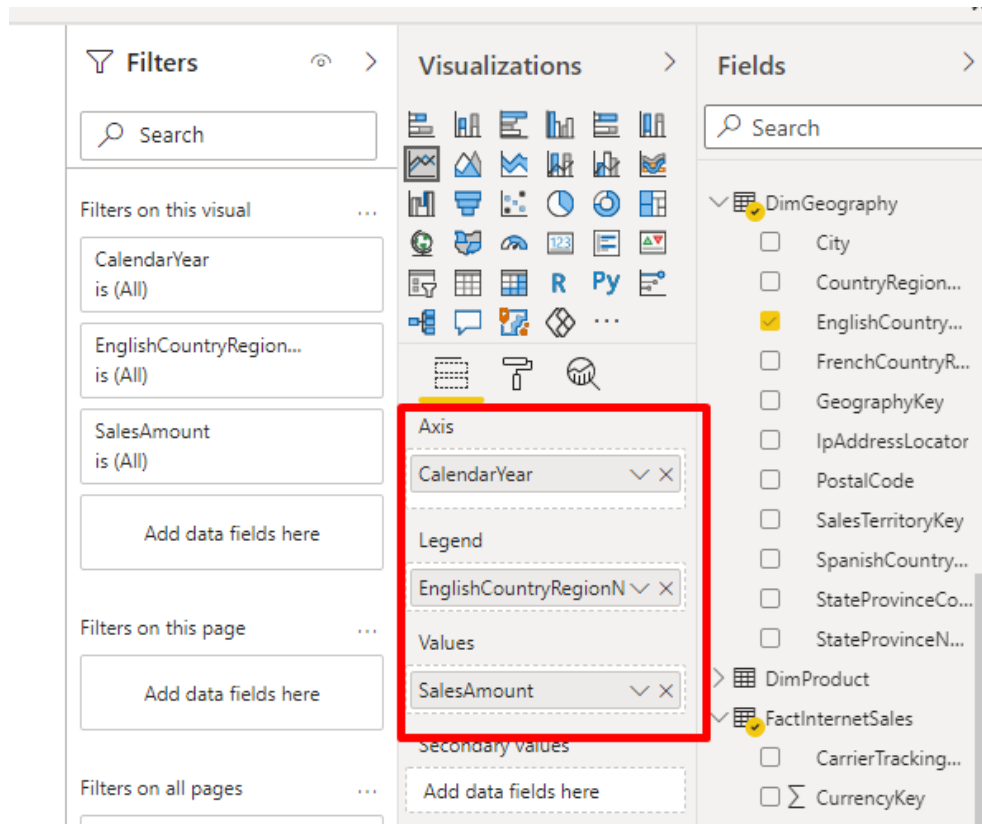 Filters
Search
Filters on this visual
...
CalendarYear
is (All)
EnglishCountryRegion...
is (All)
SalesAmount
is (All)
Add data fields here
Filters on this page
...
Add data fields here
Filters on all pages
...
Visualizations
123
R
Py
...
Axis
CalendarYear
Legend
EnglishCountryRegionN
Values
SalesAmount
Secondary values
Add data fields here
Fields
Search
DimGeography
City
CountryRegion...
EnglishCountry...
FrenchCountryR...
GeographyKey
IpAddressLocator
PostalCode
SalesTerritoryKey
SpanishCountry...
StateProvinceCo...
StateProvinceN...
DimProduct
FactInternetSales
CarrierTracking...
∑ CurrencyKey